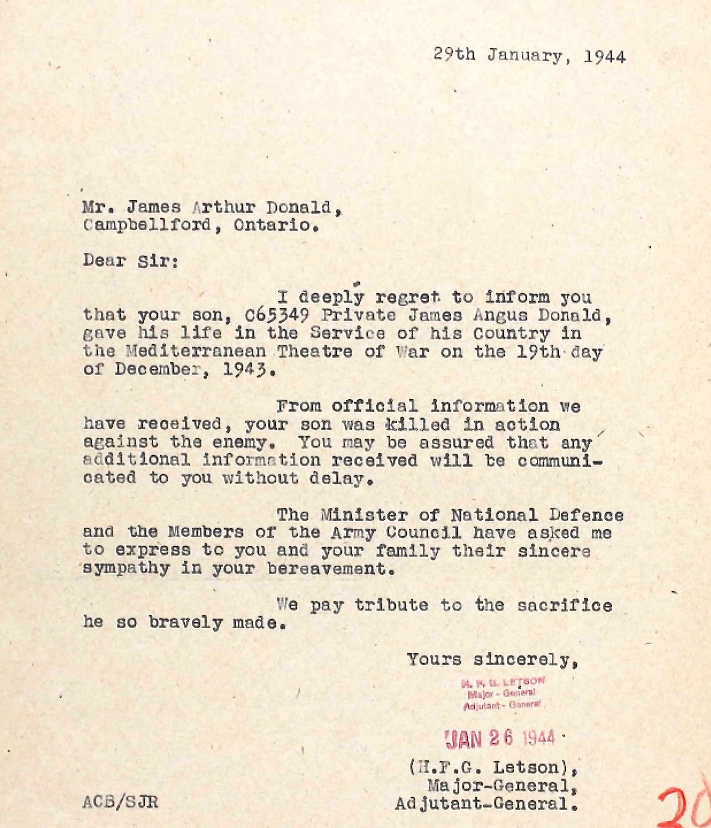 29th January, 1944
Mr. James Arthur Donald,
Campbellford, Ontario.
Dear Sir:
I deeply regret to inform you
that your son, C65349 Private James Angus Donald,
gave his life in the Service of his Country in
the Mediterranean Theatre of War on the 19th day
of December, 1943.
From official information we
have received, your son was killed in action
against the enemy. You may be assured that any
additional information received will be communi-
cated to you without delay.
The Minister of National Defence
and the Members of the Army Council have asked me
to express to you and your family their sincere
sympathy in your bereavement.
We pay tribute to the sacrifice
he so bravely made.
Yours sincerely,
H. F. G. LETSON
Major - General
Adjutant - General
JAN 26 1944
(H.F.G. Letson),
Major-General,
ACB/SJR Adjutant-General.
20